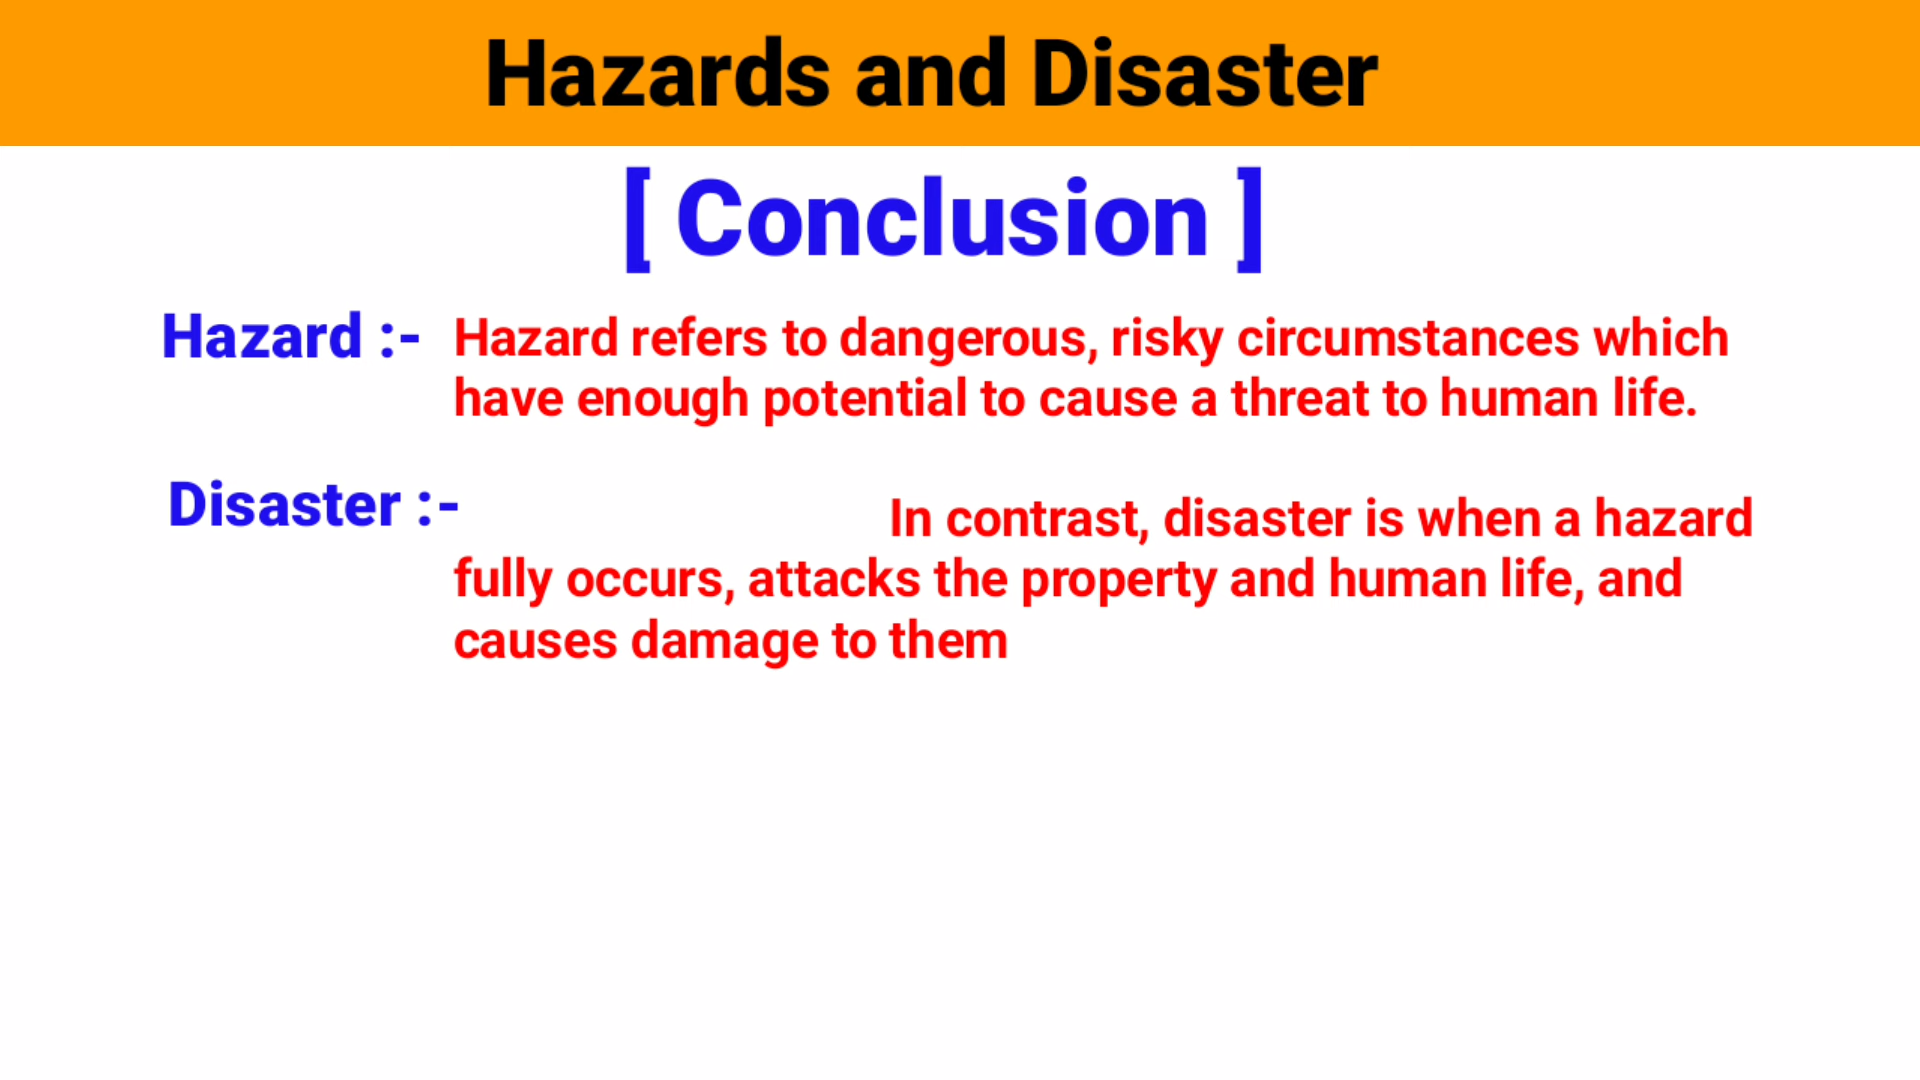 Hazards and Disaster
[ Conclusion ]
Hazard :- Hazard refers to dangerous, risky circumstances which
have enough potential to cause a threat to human life.
Disaster :- In contrast, disaster is when a hazard
fully occurs, attacks the property and human life, and
causes damage to them